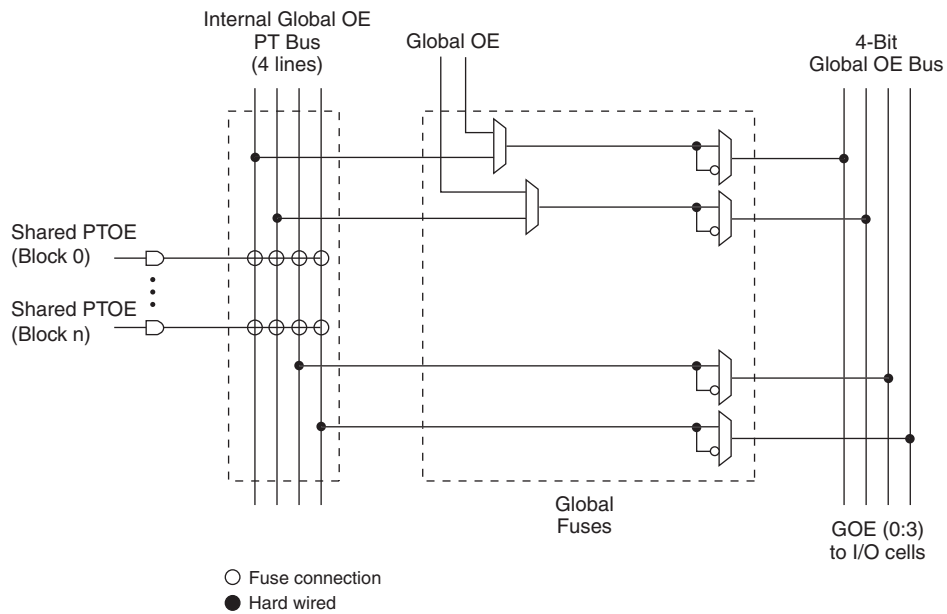 Internal Global OE
PT Bus
(4 lines)
Global OE
4-Bit
Global OE Bus
Shared PTOE
(Block 0)
Shared PTOE
(Block n)
Global
Fuses
GOE (0:3)
to I/O cells
Fuse connection
Hard wired